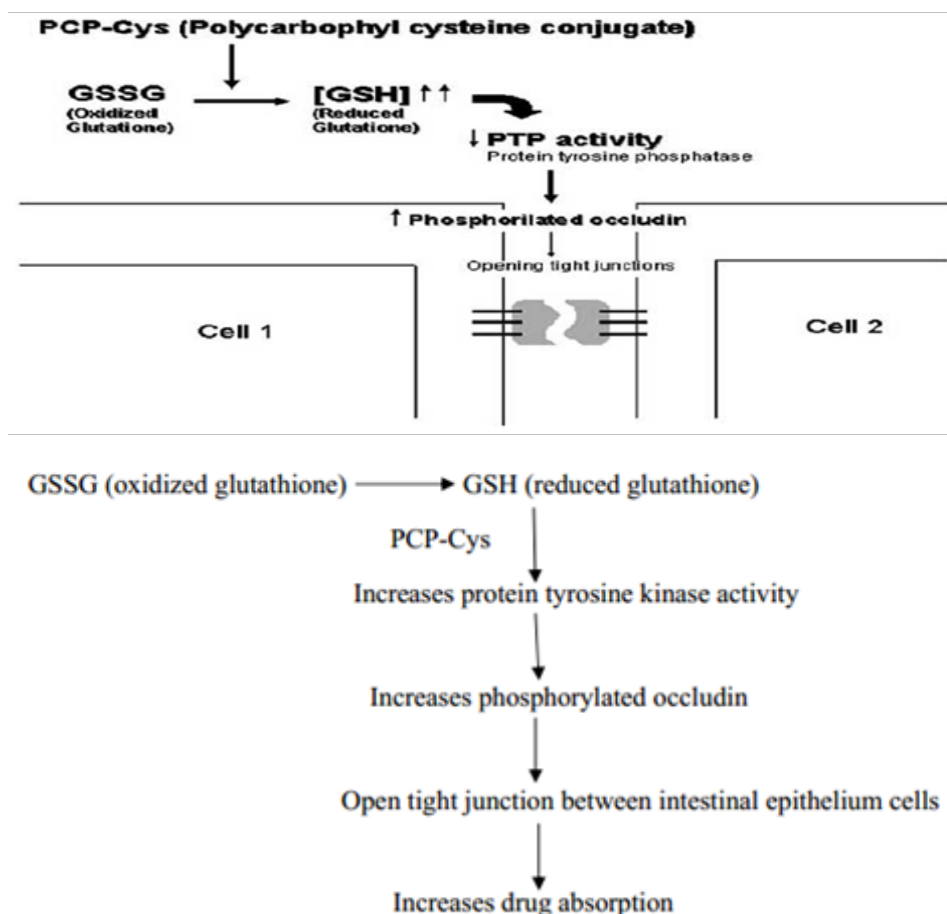 PCP-Cys (Polycarbophyl cysteine conjugate)
GSSG
(Oxidized
Glutatione)
[GSH] ↑ ↑
(Reduced
Glutatione)
↓ PTP activity
Protein tyrosine phosphatase
↑ Phosphorilated occludin
Opening tight junctions
Cell 1
Cell 2
GSSG (oxidized glutathione)
GSH (reduced glutathione)
PCP-Cys
Increases protein tyrosine kinase activity
Increases phosphorylated occludin
Open tight junction between intestinal epithelium cells
Increases drug absorption